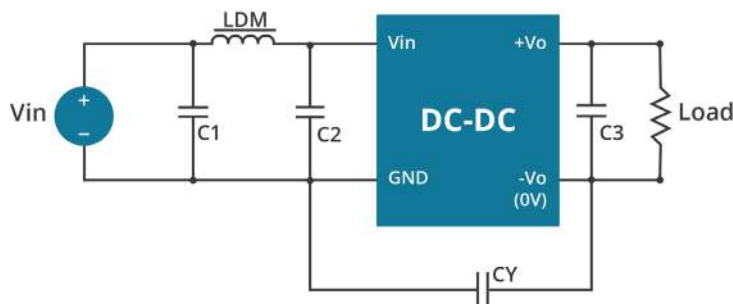 LDM
Vin
+
−
C1
C2
Vin
+Vo
DC-DC
GND
-Vo
(0V)
C3
Load
CY